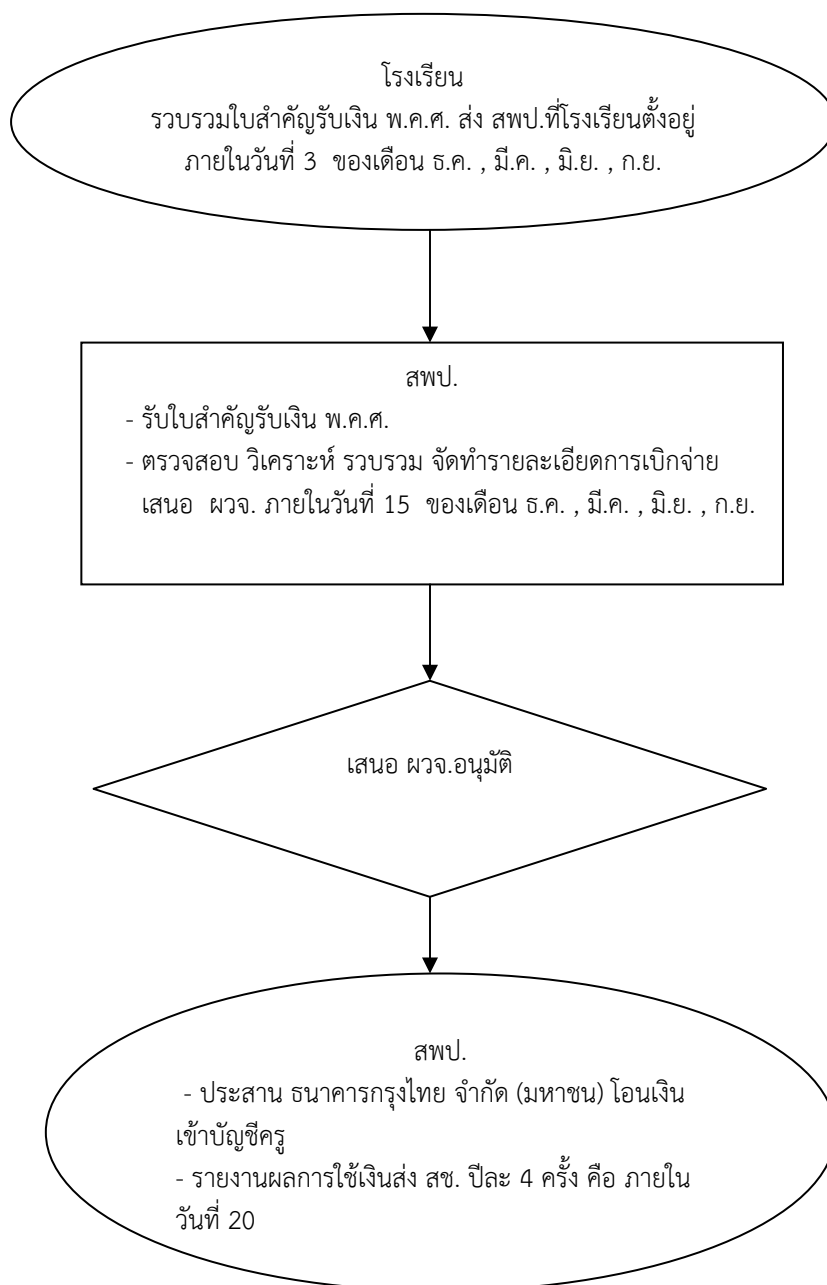 โรงเรียน
รวบรวมใบสำคัญรับเงิน พ.ค.ศ. ส่ง สพป.ที่โรงเรียนตั้งอยู่
ภายในวันที่ 3 ของเดือน ธ.ค. , มี.ค. , มิ.ย. , ก.ย.
สพป.
- รับใบสำคัญรับเงิน พ.ค.ศ.
- ตรวจสอบ วิเคราะห์ รวบรวม จัดทำรายละเอียดการเบิกจ่าย
เสนอ ผวจ. ภายในวันที่ 15 ของเดือน ธ.ค. , มี.ค. , มิ.ย. , ก.ย.
เสนอ ผวจ.อนุมัติ
สพป.
- ประสาน ธนาคารกรุงไทย จำกัด (มหาชน) โอนเงิน
เข้าบัญชีครู
- รายงานผลการใช้เงินส่ง สช. ปีละ 4 ครั้ง คือ ภายใน
วันที่ 20